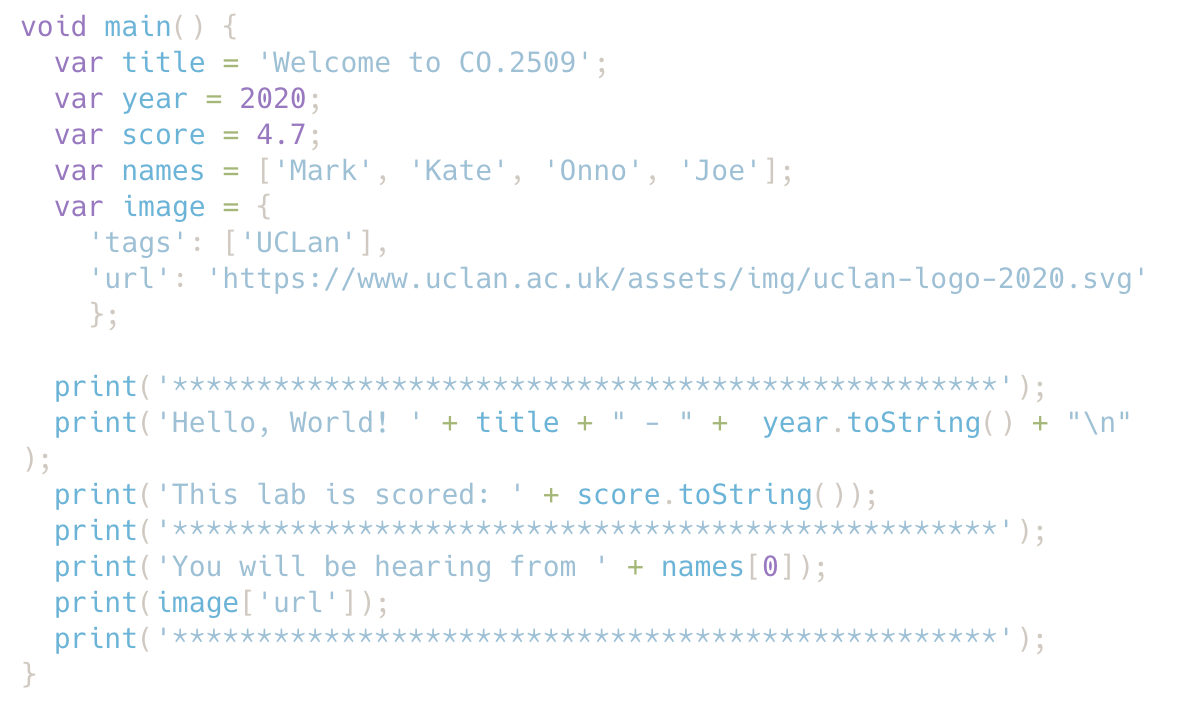 void main() {
  var title = 'Welcome to CO.2509';
  var year = 2020;
  var score = 4.7;
  var names = ['Mark', 'Kate', 'Onno', 'Joe'];
  var image = {
    'tags': ['UCLan'],
    'url': 'https://www.uclan.ac.uk/assets/img/uclan-logo-2020.svg'
    };
  print('*************************************************');
  print('Hello, World! ' + title + " - " +  year.toString() + "\n"
);
  print('This lab is scored: ' + score.toString());
  print('*************************************************');
  print('You will be hearing from ' + names[0]);
  print(image['url']);
  print('*************************************************');
}